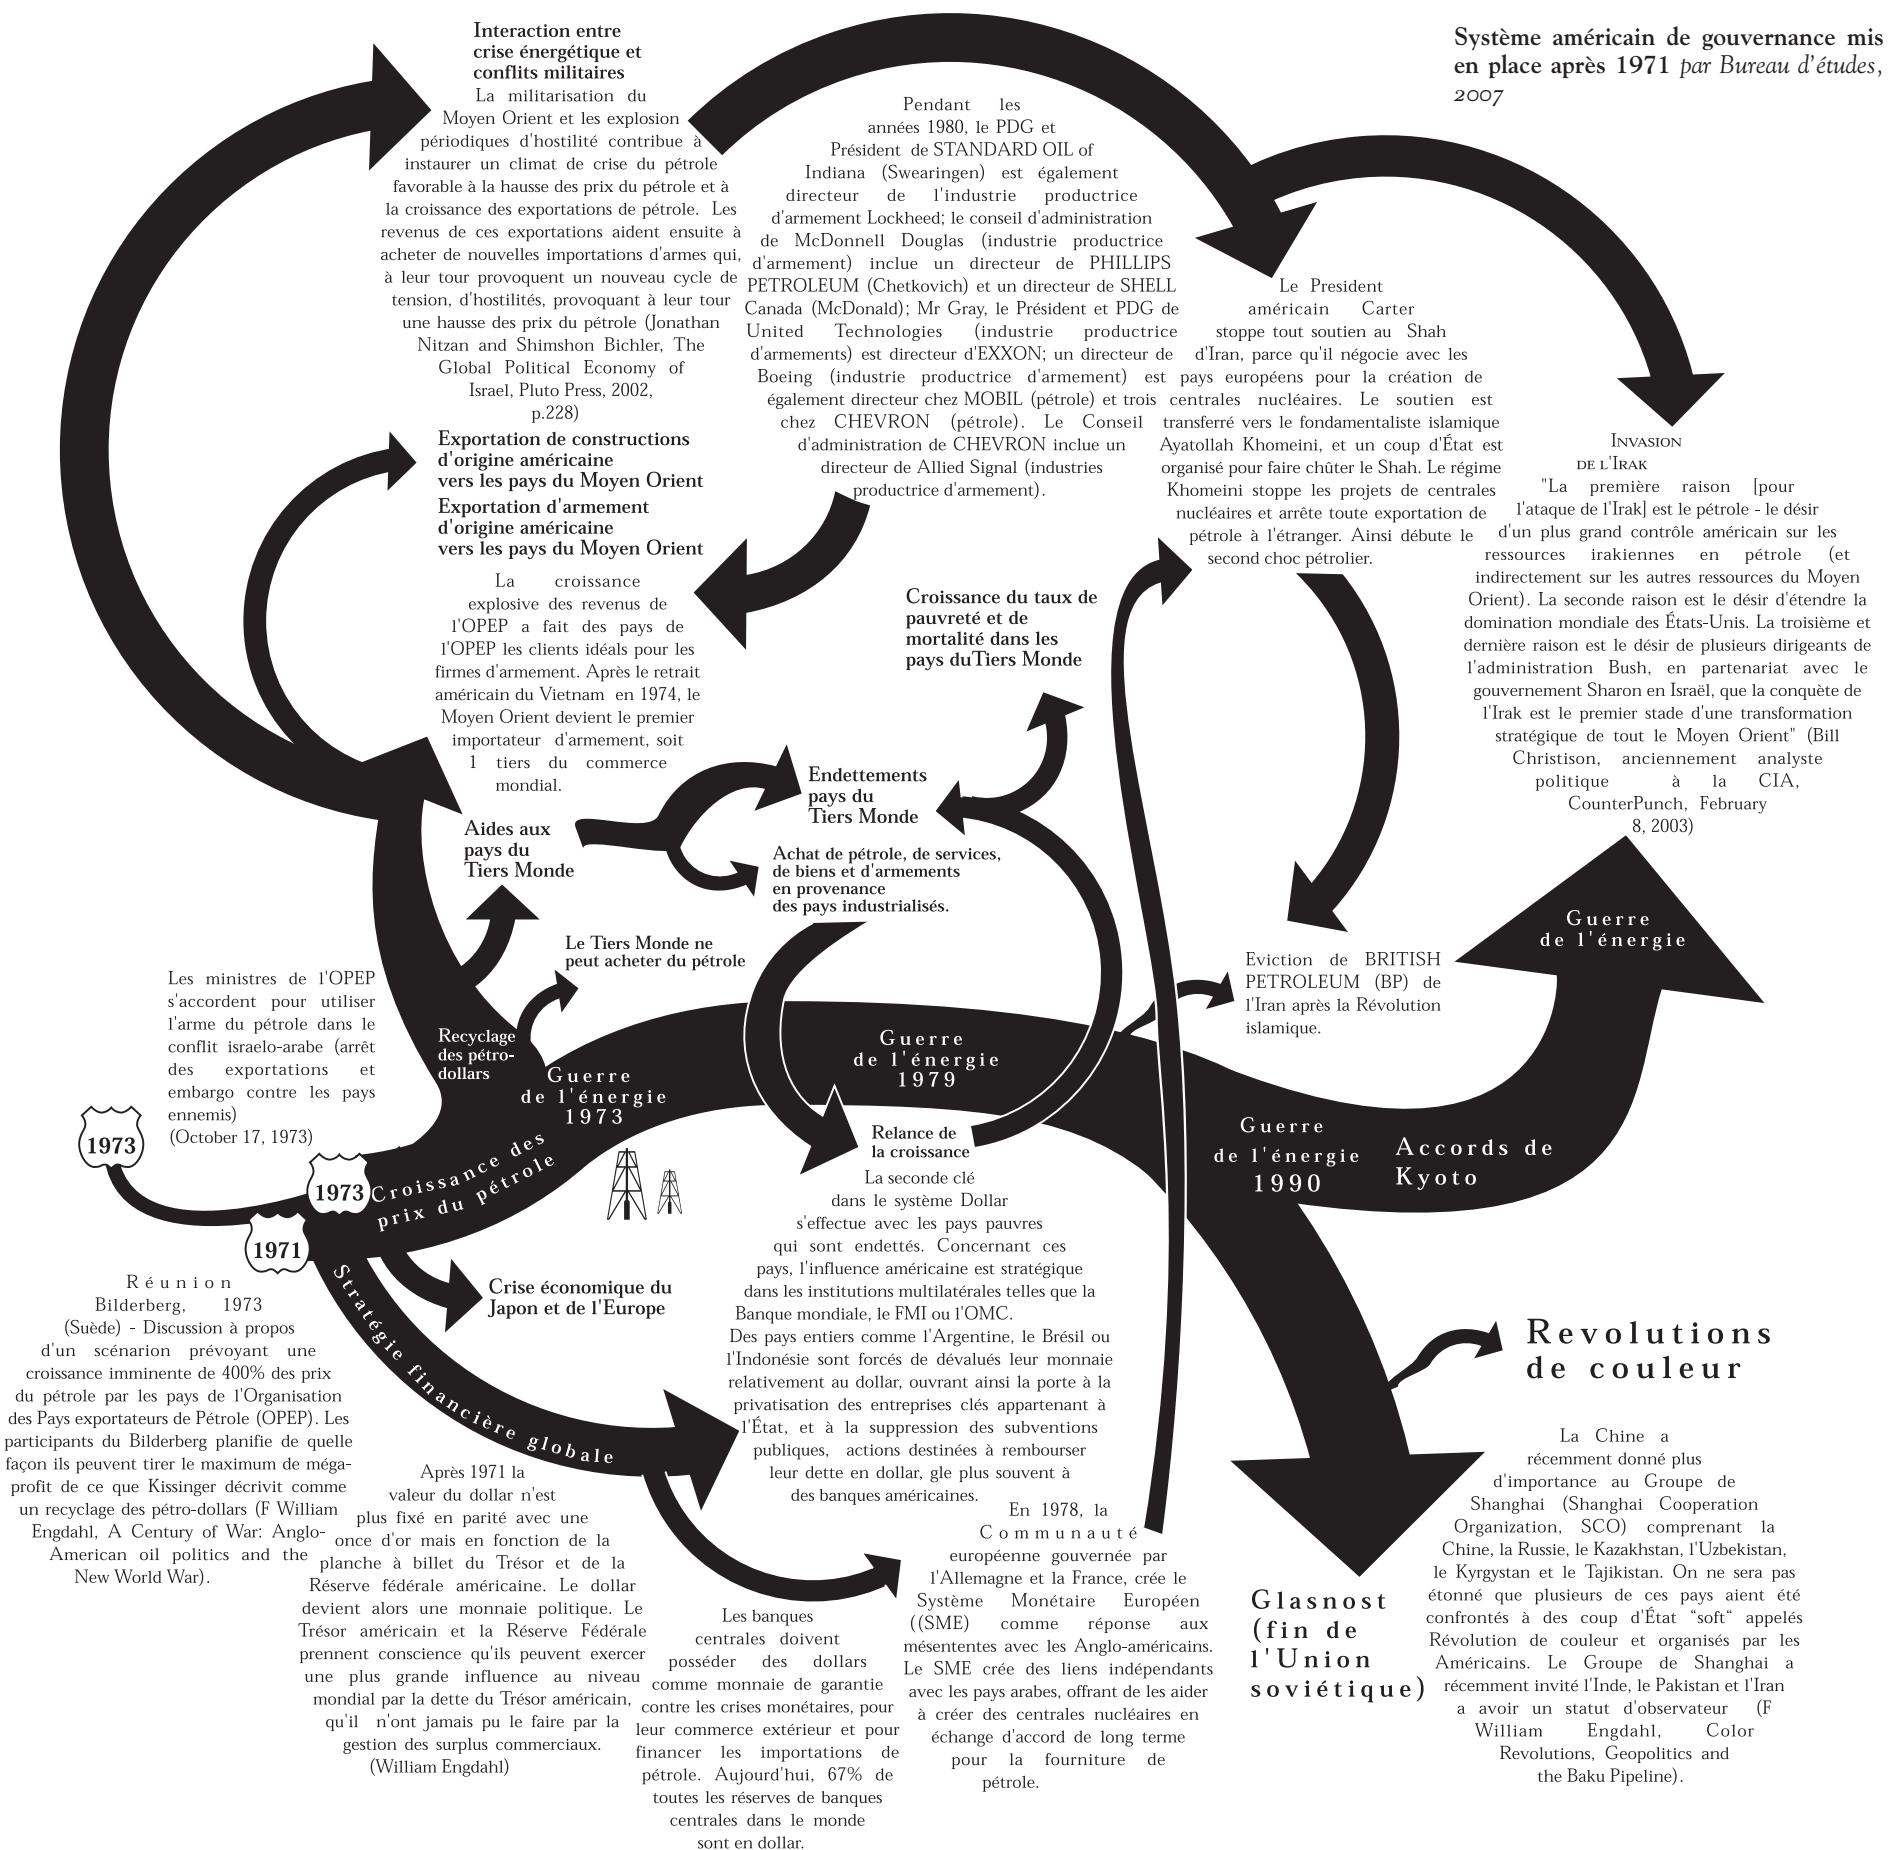 Système américain de gouvernance mis
en place après 1971 par Bureau d'études,
2007
Interaction entre
crise énergétique et
conflits militaires
La militarisation du
Moyen Orient et les explosion
périodiques d'hostilité contribue à
instaurer un climat de crise du pétrole
favorable à la hausse des prix du pétrole et à
la croissance des exportations de pétrole. Les
revenus de ces exportations aident ensuite à
acheter de nouvelles importations d'armes qui,
à leur tour provoquent un nouveau cycle de
tension, d'hostilités, provoquant à leur tour
une hausse des prix du pétrole (Jonathan
Nitzan and Shimshon Bichler, The
Global Political Economy of
Israel, Pluto Press, 2002,
p.228)
Exportation de constructions
d'origine américaine
vers les pays du Moyen Orient
Exportation d'armement
d'origine américaine
vers les pays du Moyen Orient
La croissance
explosive des revenus de
l'OPEP a fait des pays de
l'OPEP les clients idéals pour les
firmes d'armement. Après le retrait
américain du Vietnam en 1974, le
Moyen Orient devient le premier
importateur d'armement, soit
1 tiers du commerce
mondial.
Pendant les
années 1980, le PDG et
Président de STANDARD OIL of
Indiana (Swearingen) est également
directeur de l'industrie productrice
d'armement Lockheed; le conseil d'administration
de McDonnell Douglas (industrie productrice
d'armement) inclue un directeur de PHILLIPS
PETROLEUM (Chetkovich) et un directeur de SHELL
Canada (McDonald); Mr Gray, le Président et PDG de
United Technologies (industrie productrice
d'armements) est directeur d'EXXON; un directeur de
Boeing (industrie productrice d'armement) est
également directeur chez MOBIL (pétrole) et trois
chez CHEVRON (pétrole). Le Conseil
d'administration de CHEVRON inclue un
directeur de Allied Signal (industries
productrice d'armement).
Le President
américain Carter
stoppe tout soutien au Shah
d'Iran, parce qu'il négocie avec les
pays européens pour la création de
centrales nucléaires. Le soutien est
transferré vers le fondamentaliste islamique
Ayatollah Khomeini, et un coup d'État est
organisé pour faire chûter le Shah. Le régime
Khomeini stoppe les projets de centrales
nucléaires et arrête toute exportation de
pétrole à l'étranger. Ainsi débute le
second choc pétrolier.
Invasion
de l'Irak
"La première raison [pour
l'ataque de l'Irak] est le pétrole - le désir
d'un plus grand contrôle américain sur les
ressources irakiennes en pétrole (et
indirectement sur les autres ressources du Moyen
Orient). La seconde raison est le désir d'étendre la
domination mondiale des États-Unis. La troisième et
dernière raison est le désir de plusieurs dirigeants de
l'administration Bush, en partenariat avec le
gouvernement Sharon en Israël, que la conquète de
l'Irak est le premier stade d'une transformation
stratégique de tout le Moyen Orient" (Bill
Christison, anciennement analyste
politique à la CIA,
CounterPunch, February
8, 2003)
Croissance du taux de
pauvreté et de
mortalité dans les
pays duTiers Monde
Endettements
pays du
Tiers Monde
Aides aux
pays du
Tiers Monde
Achat de pétrole, de services,
de biens et d'armements
en provenance
des pays industrialisés.
Le Tiers Monde ne
peut acheter du pétrole
Les ministres de l'OPEP
s'accordent pour utiliser
l'arme du pétrole dans le
conflit israelo-arabe (arrêt
des exportations et
embargo contre les pays
ennemis)
(October 17, 1973)
Recyclage
des pétro-
dollars
Guerre
de l'énergie
1973
Guerre
de l'énergie
1979
Eviction de BRITISH
PETROLEUM (BP) de
l'Iran après la Révolution
islamique.
Guerre
de l'énergie
Guerre
de l'énergie
1990
Accords de
Kyoto
1973
1973
1971
Croissance des
prix du pétrole
Stratégie financière globale
Crise économique du
Japon et de l'Europe
Relance de
la croissance
La seconde clé
dans le système Dollar
s'effectue avec les pays pauvres
qui sont endettés. Concernant ces
pays, l'influence américaine est stratégique
dans les institutions multilatérales telles que la
Banque mondiale, le FMI ou l'OMC.
Des pays entiers comme l'Argentine, le Brésil ou
l'Indonésie sont forcés de dévalués leur monnaie
relativement au dollar, ouvrant ainsi la porte à la
privatisation des entreprises clés appartenant à
l'État, et à la suppression des subventions
publiques, actions destinées à rembourser
leur dette en dollar, gle plus souvent à
des banques américaines.
Réunion
Bilderberg, 1973
(Suède) - Discussion à propos
d'un scénarion prévoyant une
croissance imminente de 400% des prix
du pétrole par les pays de l'Organisation
des Pays exportateurs de Pétrole (OPEP). Les
participants du Bilderberg planifie de quelle
façon ils peuvent tirer le maximum de méga-
profit de ce que Kissinger décrivit comme
un recyclage des pétro-dollars (F William
Engdahl, A Century of War: Anglo-
American oil politics and the
New World War).
Après 1971 la
valeur du dollar n'est
plus fixé en parité avec une
once d'or mais en fonction de la
planche à billet du Trésor et de la
Réserve fédérale américaine. Le dollar
devient alors une monnaie politique. Le
Trésor américain et la Réserve Fédérale
prennent conscience qu'ils peuvent exercer
une plus grande influence au niveau
mondial par la dette du Trésor américain,
qu'il n'ont jamais pu le faire par la
gestion des surplus commerciaux.
(William Engdahl)
Les banques
centrales doivent
posséder des dollars
comme monnaie de garantie
contre les crises monétaires, pour
leur commerce extérieur et pour
financer les importations de
pétrole. Aujourd'hui, 67% de
toutes les réserves de banques
centrales dans le monde
sont en dollar.
En 1978, la
Communauté
européenne gouvernée par
l'Allemagne et la France, crée le
Système Monétaire Européen
((SME) comme réponse aux
mésententes avec les Anglo-américains.
Le SME crée des liens indépendants
avec les pays arabes, offrant de les aider
à créer des centrales nucléaires en
échange d'accord de long terme
pour la fourniture de
pétrole.
Revolutions
de couleur
Glasnost
(fin de
l'Union
soviétique)
La Chine a
récemment donné plus
d'importance au Groupe de
Shanghai (Shanghai Cooperation
Organization, SCO) comprenant la
Chine, la Russie, le Kazakhstan, l'Uzbekistan,
le Kyrgystan et le Tajikistan. On ne sera pas
étonné que plusieurs de ces pays aient été
confrontés à des coup d'État “soft“ appelés
Révolution de couleur et organisés par les
Américains. Le Groupe de Shanghai a
récemment invité l'Inde, le Pakistan et l'Iran
a avoir un statut d'observateur (F
William Engdahl, Color
Revolutions, Geopolitics and
the Baku Pipeline).